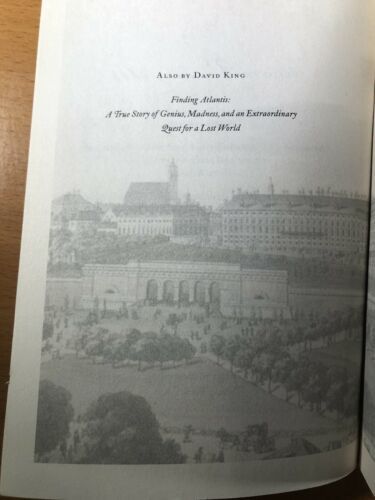 ALSO BY DAVID KING
Finding Atlantis:
A True Story of Genius, Madness, and an Extraordinary
Quest for a Lost World